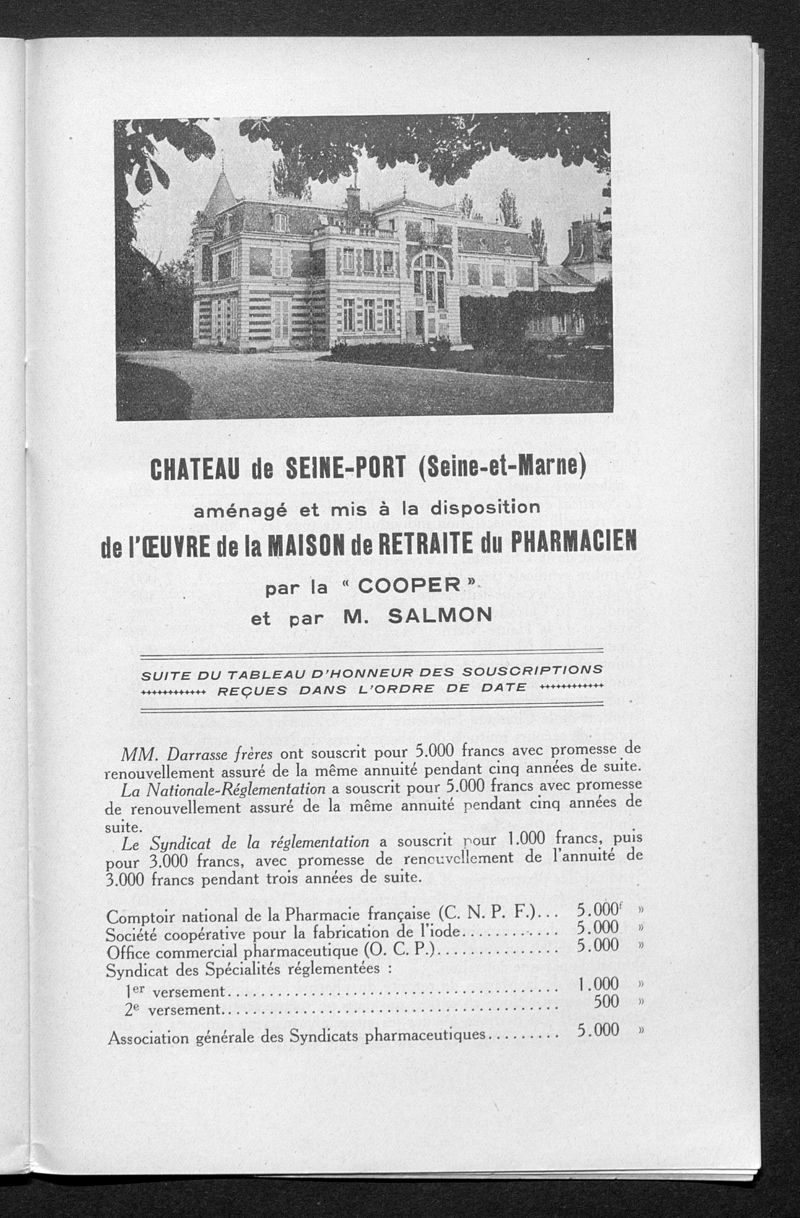 CHATEAU de SEINE-PORT (Seine-et-Marne)
aménagé et mis à la disposition
de l'ŒUVRE de la MAISON de RETRAITE du PHARMACIEN
par la “ COOPER ”
et par M. SALMON
SUITE DU TABLEAU D'HONNEUR DES SOUSCRIPTIONS
++++++++++++ REÇUES DANS L'ORDRE DE DATE ++++++++++++
MM. Darrasse frères ont souscrit pour 5.000 francs avec promesse de
renouvellement assuré de la même annuité pendant cinq années de suite.
La Nationale-Réglementation a souscrit pour 5.000 francs avec promesse
de renouvellement assuré de la même annuité pendant cinq années de
suite.
Le Syndicat de la réglementation a souscrit pour 1.000 francs, puis
pour 3.000 francs, avec promesse de renouvellement de l'annuité de
3.000 francs pendant trois années de suite.
Comptoir national de la Pharmacie française (C. N. P. F.)... 5.000f »
Société coopérative pour la fabrication de l'iode............ 5.000 »
Office commercial pharmaceutique (O. C. P.)............... 5.000 »
Syndicat des Spécialités réglementées :
1er versement........................................ 1.000 »
2e versement......................................... 500 »
Association générale des Syndicats pharmaceutiques......... 5.000 »